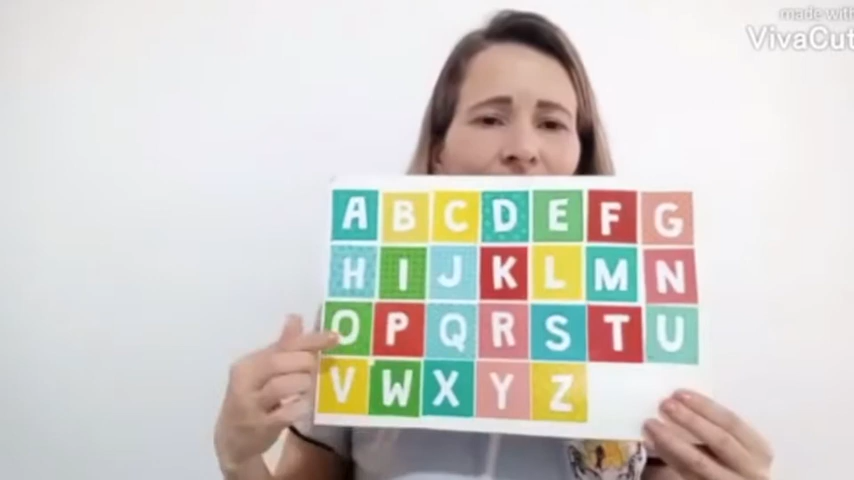 made with
VivaCut
A B C D E F G
H I J K L M N
O P Q R S T U
V W X Y Z